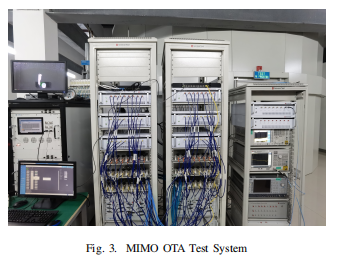 Fig. 3. MIMO OTA Test System